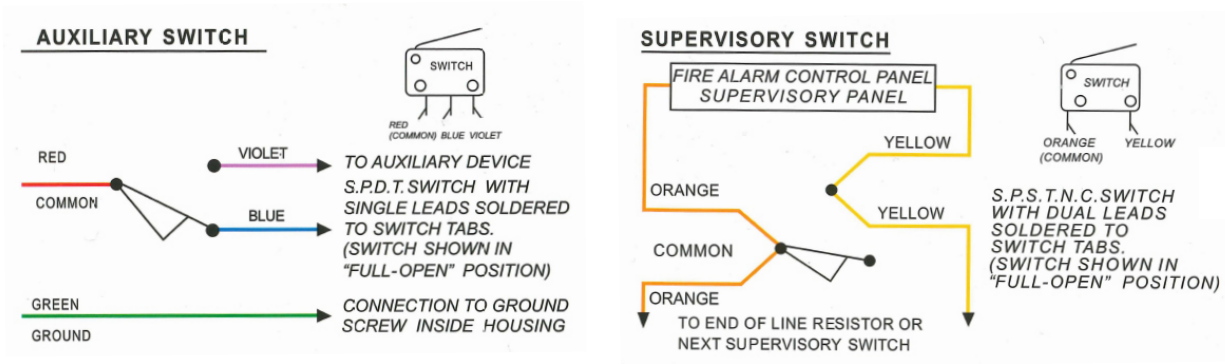 AUXILIARY SWITCH
SWITCH
RED
(COMMON) BLUE VIOLET
RED
COMMON
VIOLET
BLUE
TO AUXILIARY DEVICE
S.P.D.T. SWITCH WITH
SINGLE LEADS SOLDERED
TO SWITCH TABS.
(SWITCH SHOWN IN
"FULL-OPEN" POSITION)
GREEN
GROUND
CONNECTION TO GROUND
SCREW INSIDE HOUSING
SUPERVISORY SWITCH
FIRE ALARM CONTROL PANEL
SUPERVISORY PANEL
SWITCH
ORANGE
(COMMON)
YELLOW
YELLOW
ORANGE
YELLOW
COMMON
ORANGE
S.P.S.T.N.C. SWITCH
WITH DUAL LEADS
SOLDERED TO
SWITCH TABS.
(SWITCH SHOWN IN
"FULL-OPEN" POSITION)
TO END OF LINE RESISTOR OR
NEXT SUPERVISORY SWITCH